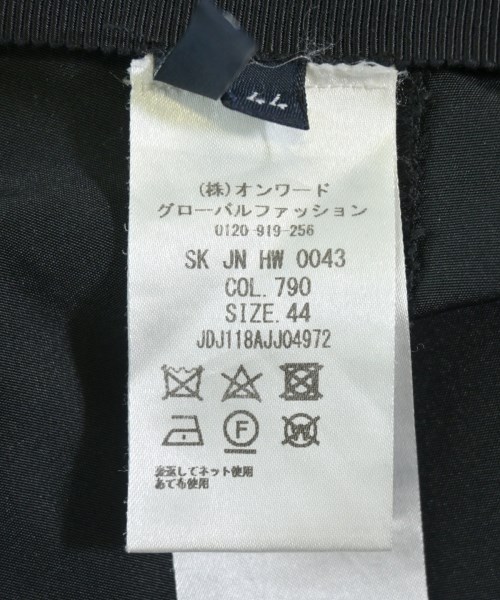 44
(株)オンワード
グローバルファッション
0120-919-256
SK JN HW 0043
COL. 790
SIZE. 44
JDJ118AJJ04972
F
W
裏返してネット使用
あて布使用